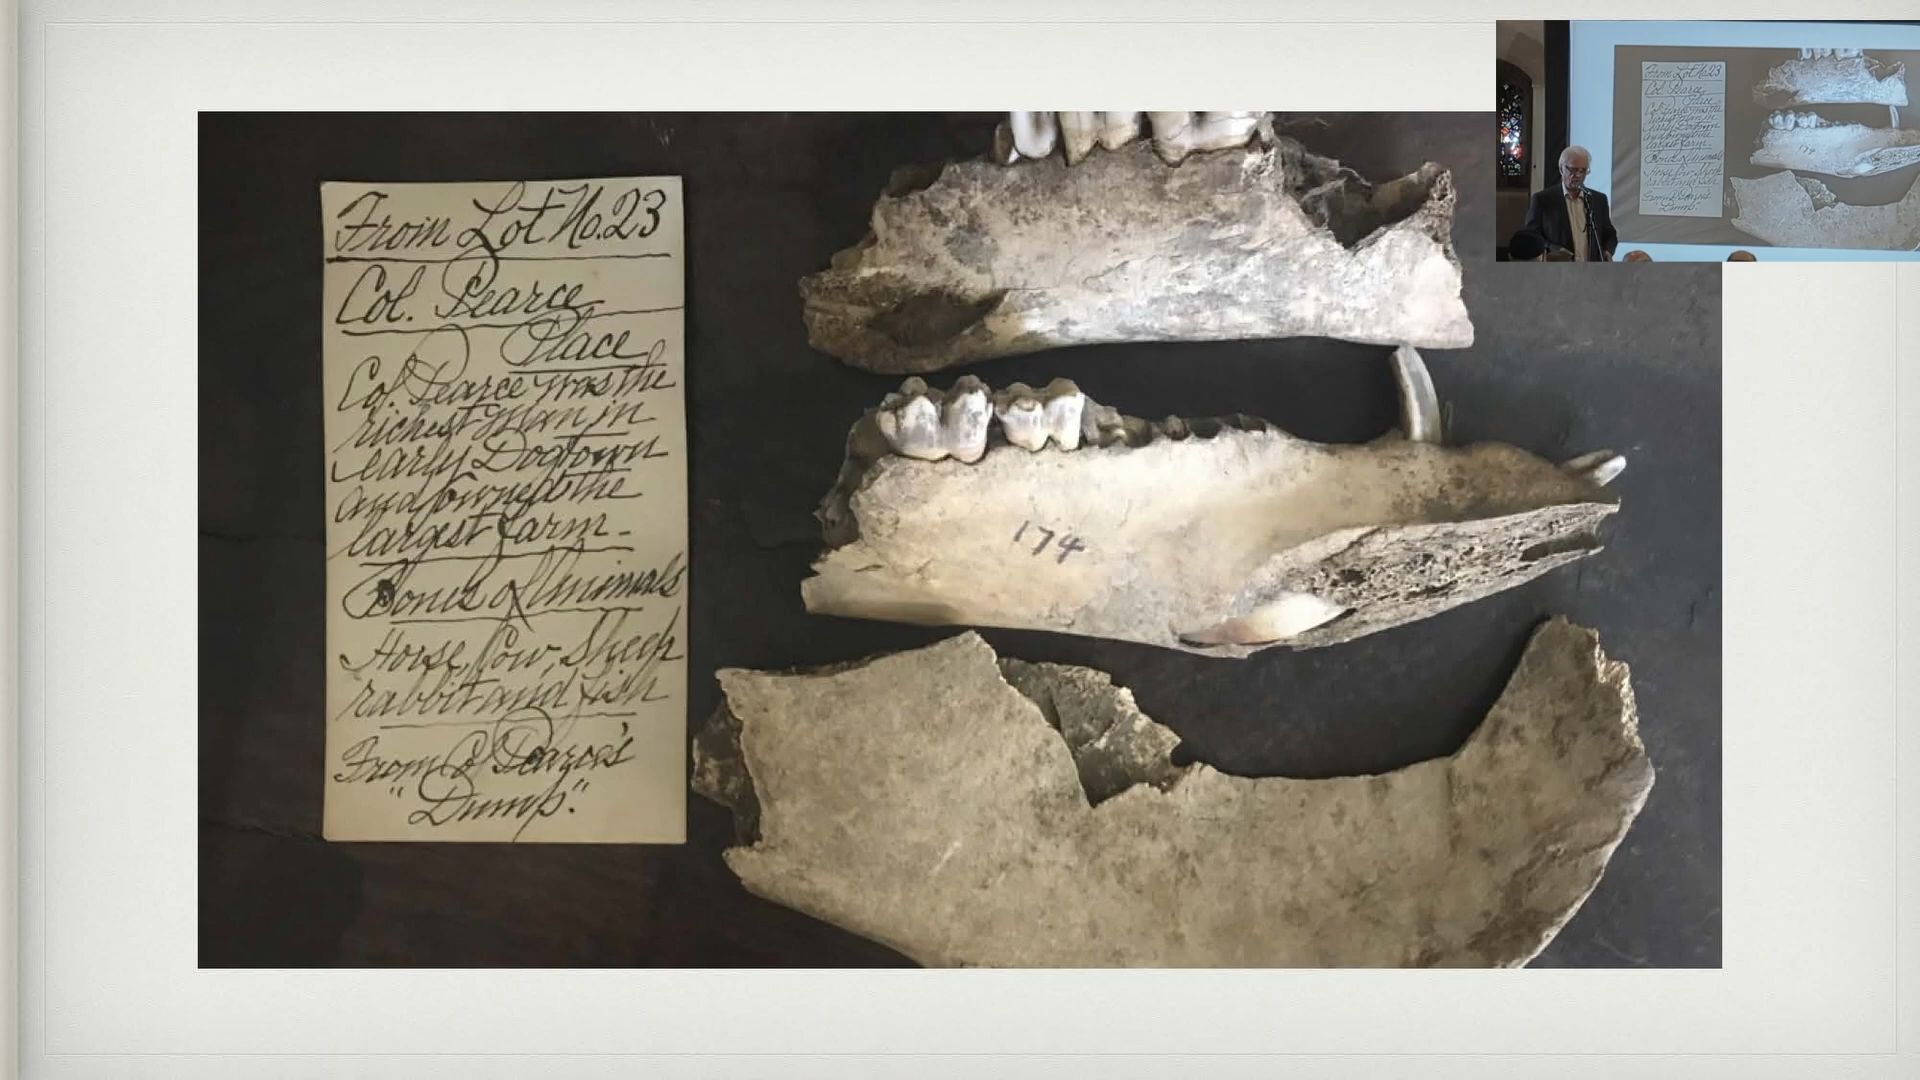 From Lot No. 23
Col. Pearce
Place
Col. Pearce was the
richest Man in
early Dogtown
and owned the
largest farm -
Bones of Animals
Horse, Cow, Sheep
rabbit and fish
From Col Pearce's
"Dump."
174